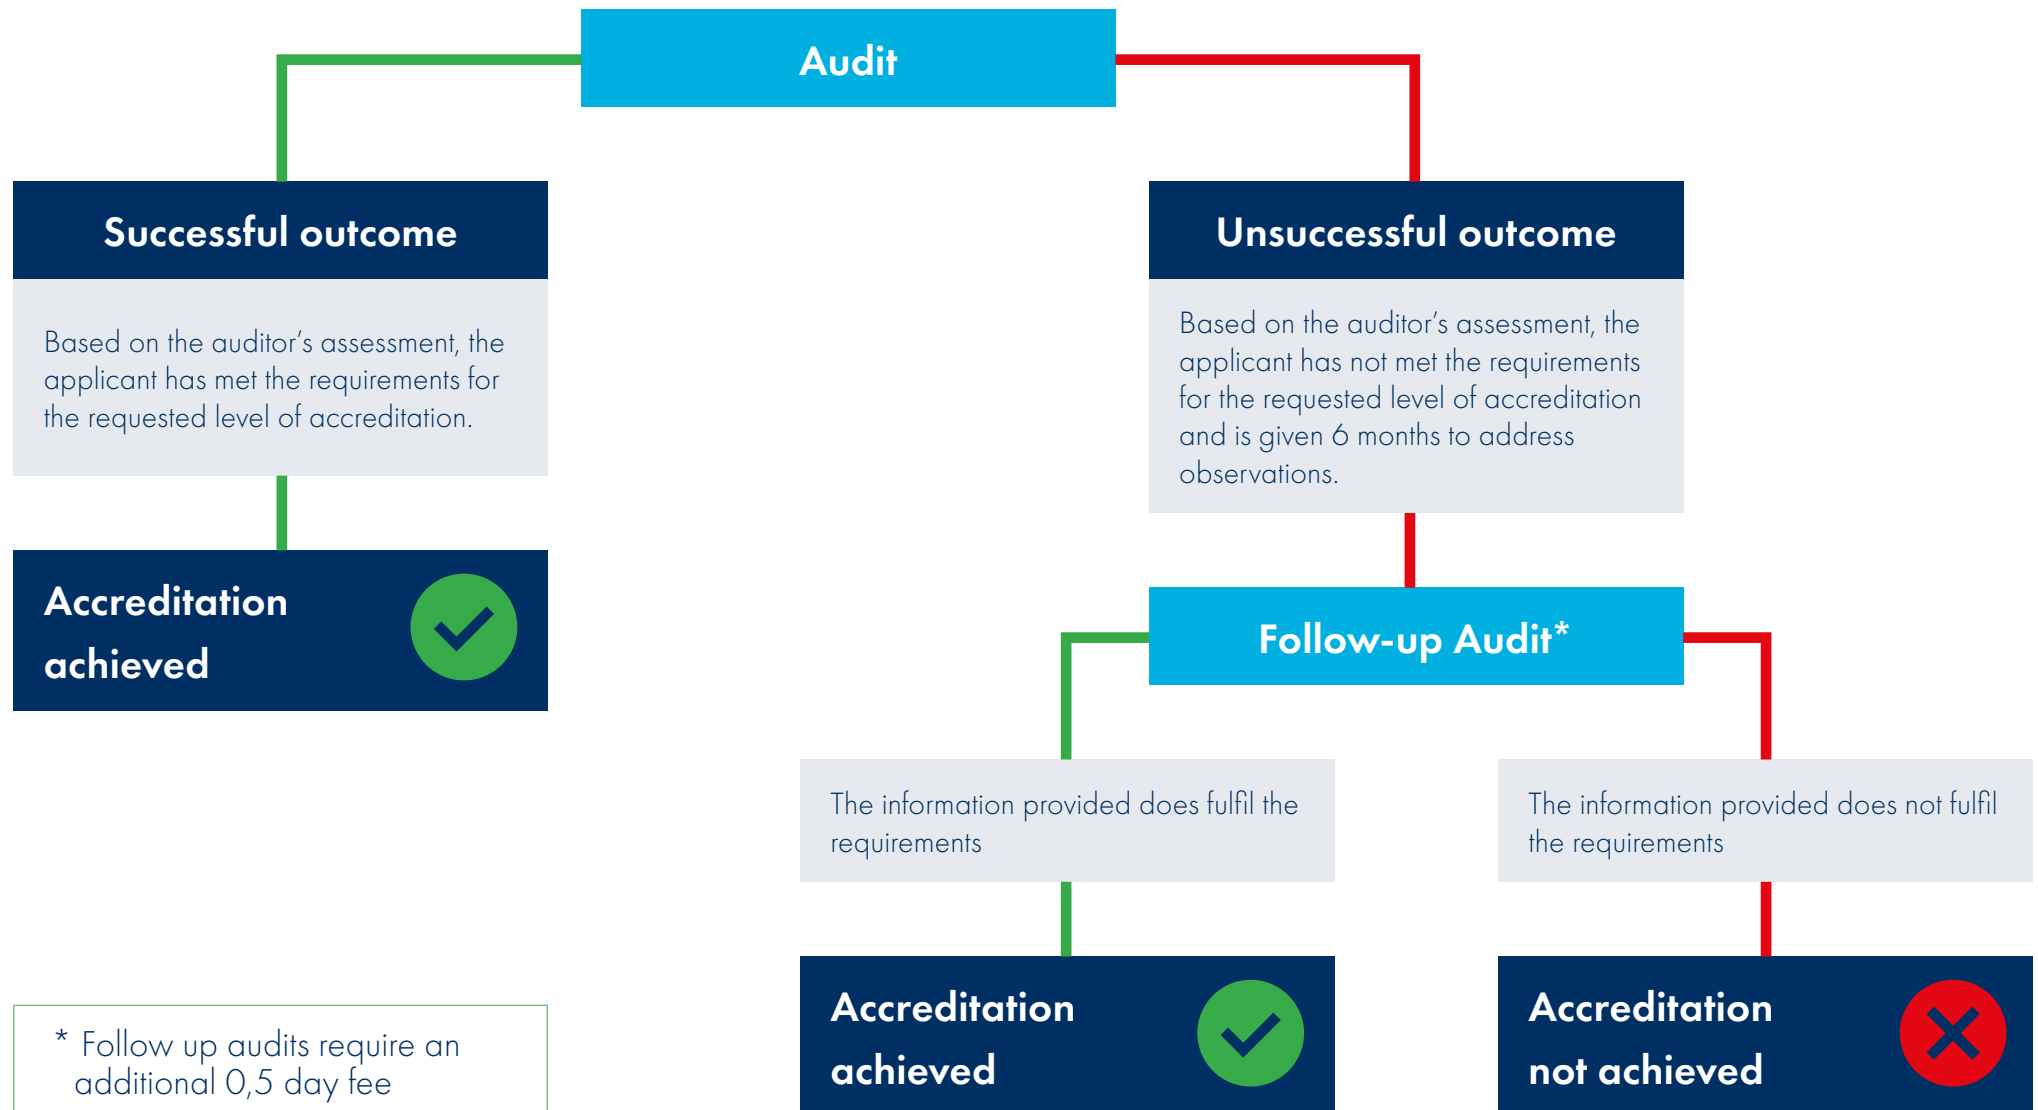 Audit
Successful outcome
Based on the auditor’s assessment, the
applicant has met the requirements for
the requested level of accreditation.
Accreditation
achieved
Unsuccessful outcome
Based on the auditor’s assessment, the
applicant has not met the requirements
for the requested level of accreditation
and is given 6 months to address
observations.
Follow-up Audit*
The information provided does fulfil the
requirements
Accreditation
achieved
The information provided does not fulfil
the requirements
Accreditation
not achieved
* Follow up audits require an
additional 0,5 day fee